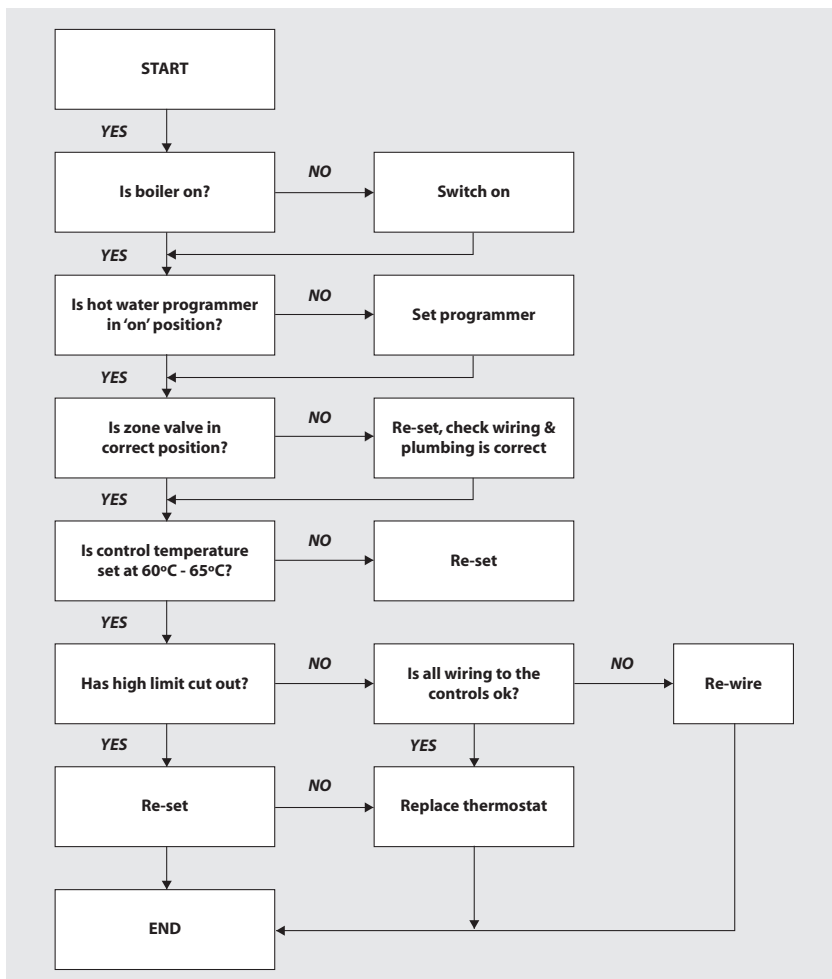 START
YES
Is boiler on?
NO
Switch on
YES
Is hot water programmer
in ‘on’ position?
NO
Set programmer
YES
Is zone valve in
correct position?
NO
Re-set, check wiring &
plumbing is correct
YES
Is control temperature
set at 60ºC - 65ºC?
NO
Re-set
YES
Has high limit cut out?
NO
Is all wiring to the
controls ok?
NO
Re-wire
YES
YES
Re-set
NO
Replace thermostat
END